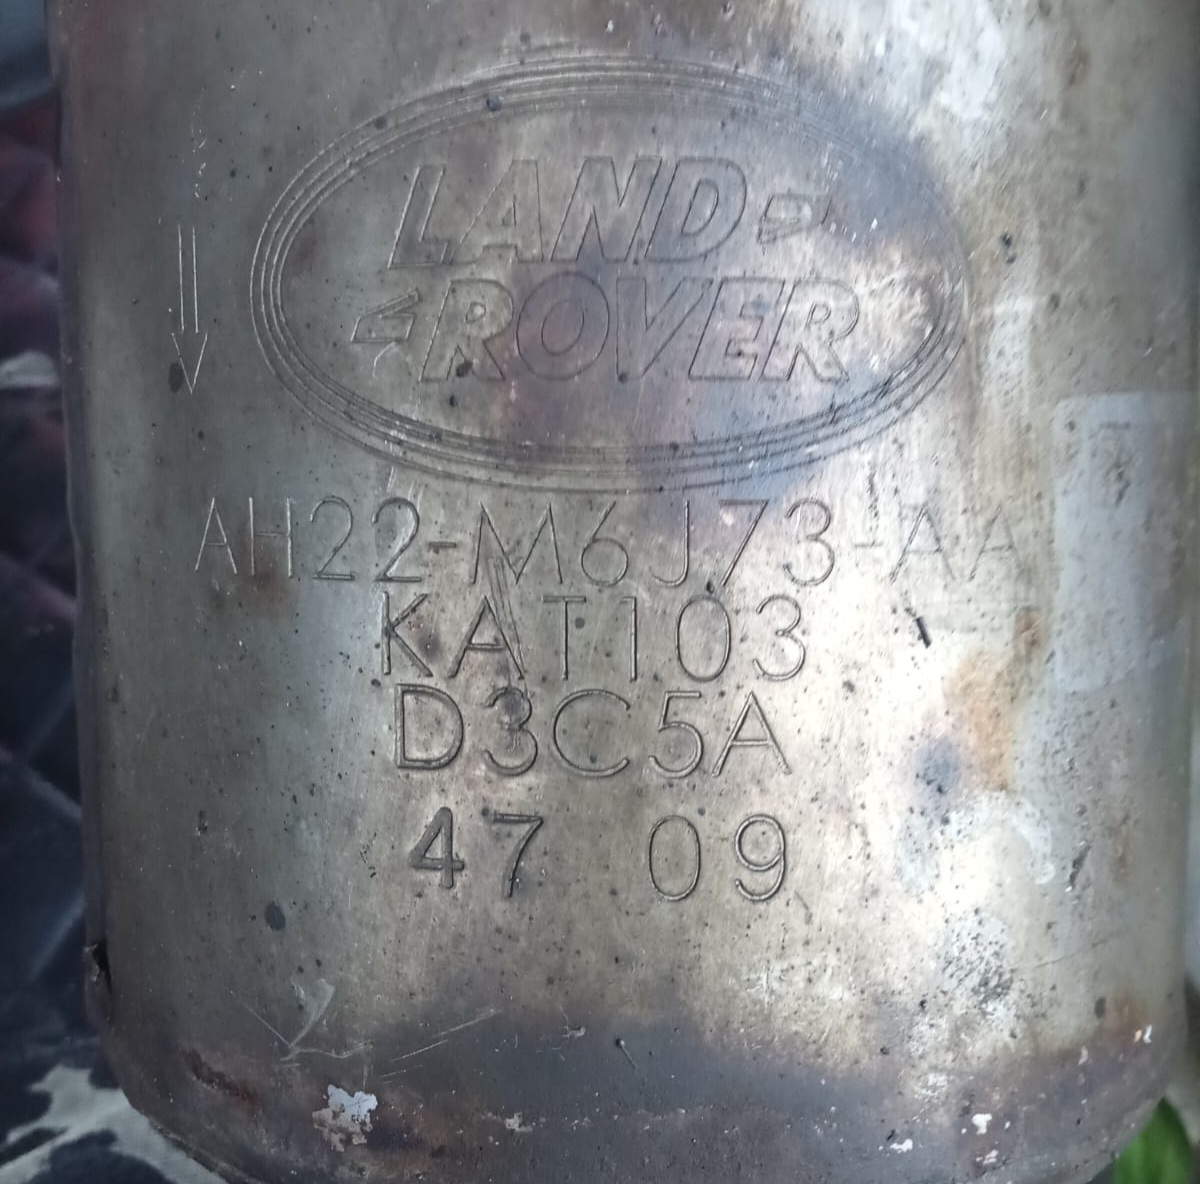 LAND
ROVER
AH22-M6J73-AA
KAT103
D3C5A
47 09